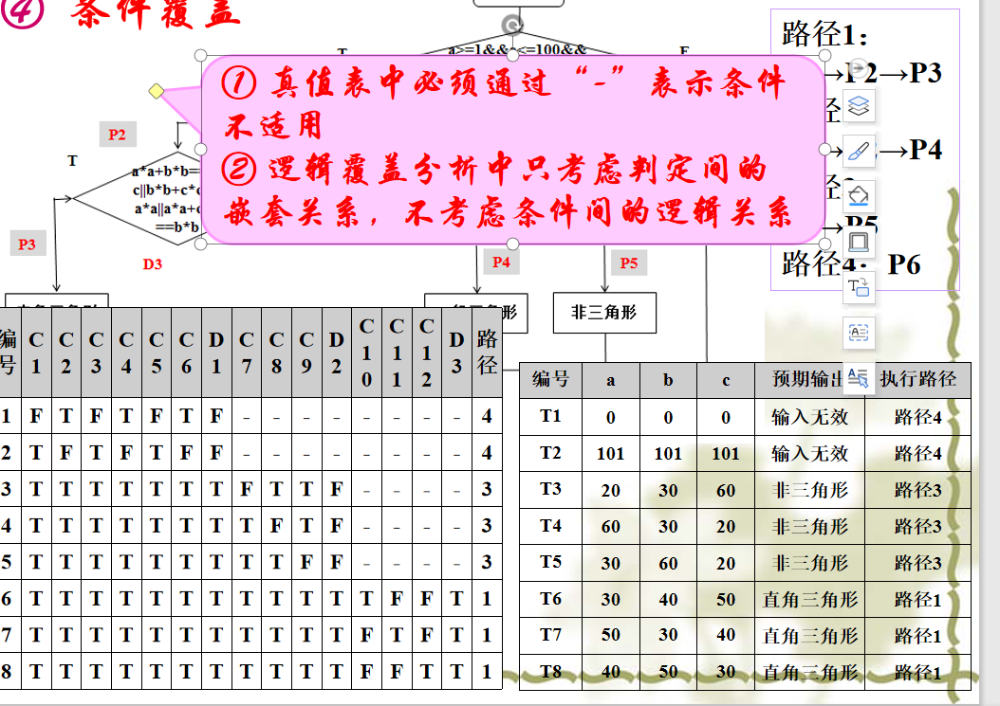 ④ 条件覆盖
① 真值表中必须通过“-”表示条件
不适用
② 逻辑覆盖分析中只考虑判定间的
嵌套关系，不考虑条件间的逻辑关系
T
a>=1&&
<=100&&
F
路径1：
→P2→P3
径
→P4
→P5
路径4：P6
P2
T
a*a+b*b==
c||b*b+c*c
a*a||a*a+c
==b*b
D3
P3
P4
P5
形
非三角形
编号 C1 C2 C3 C4 C5 C6 D1 C7 C8 C9 D2 C10 C11 C12 D3 路径
1 F T F T F T F - - - - - - - - 4
2 T F T F T F F - - - - - - - - 4
3 T T T T T T T F T T F - - - - 3
4 T T T T T T T T F T F - - - - 3
5 T T T T T T T T T F F - - - - 3
6 T T T T T T T T T T T T F F T 1
7 T T T T T T T T T T T F T F T 1
8 T T T T T T T T T T T F F T T 1
编号 a b c 预期输出 执行路径
T1 0 0 0 输入无效 路径4
T2 101 101 101 输入无效 路径4
T3 20 30 60 非三角形 路径3
T4 60 30 20 非三角形 路径3
T5 30 60 20 非三角形 路径3
T6 30 40 50 直角三角形 路径1
T7 50 30 40 直角三角形 路径1
T8 40 50 30 直角三角形 路径1